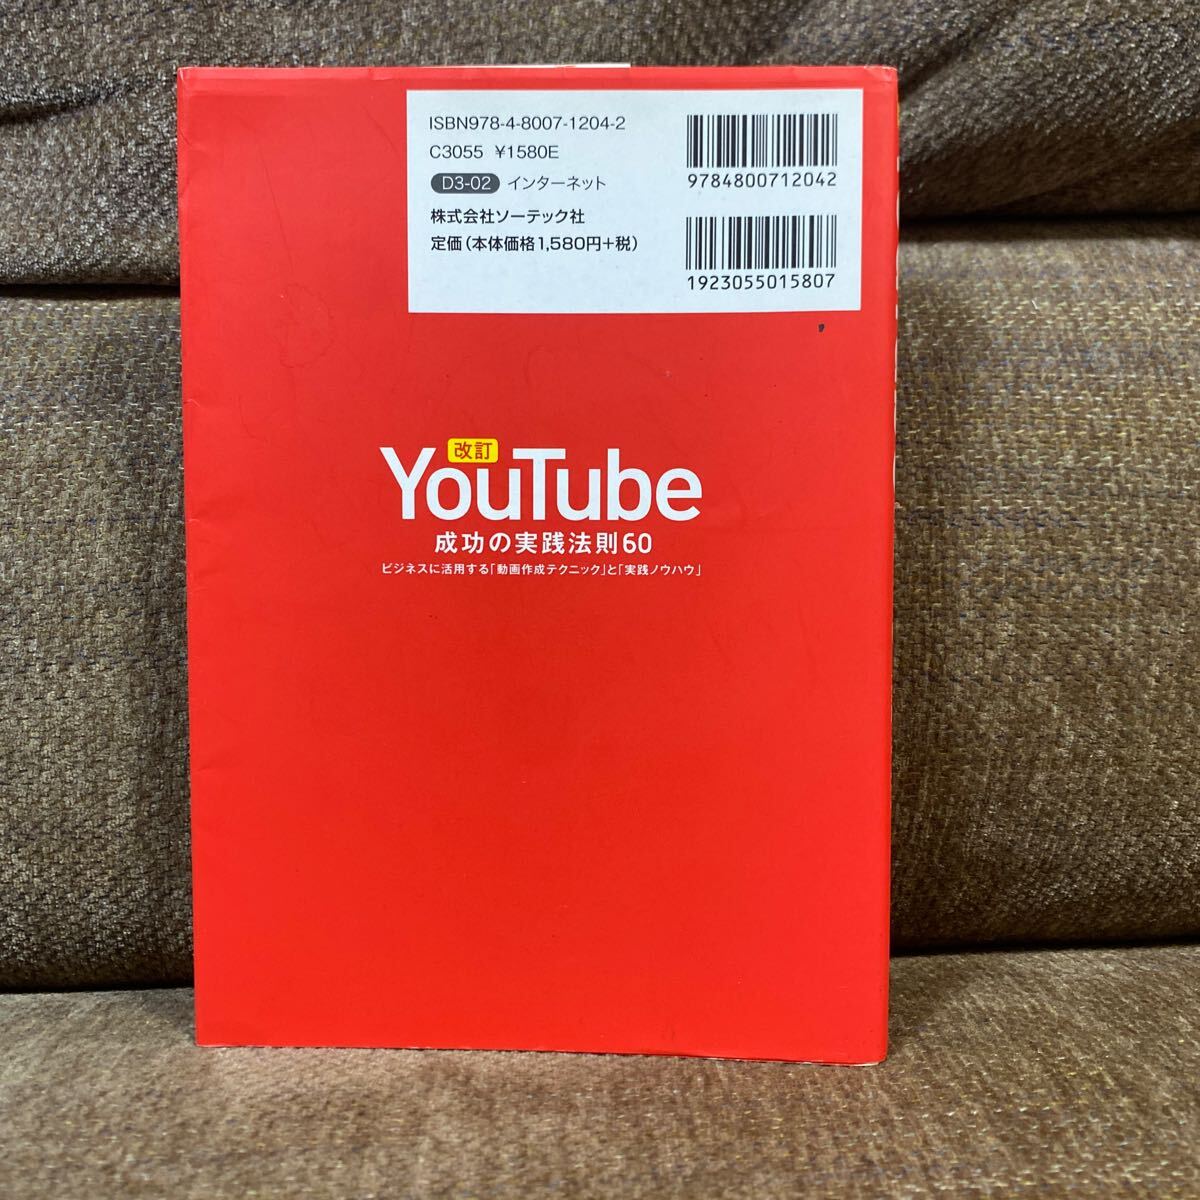 ISBN978-4-8007-1204-2
C3055 ¥1580E
D3-02 インターネット
株式会社ソーテック社
定価(本体価格1,580円+税)
9784800712042
1923055015807
改訂
YouTube
成功の実践法則60
ビジネスに活用する「動画作成テクニック」と「実践ノウハウ」